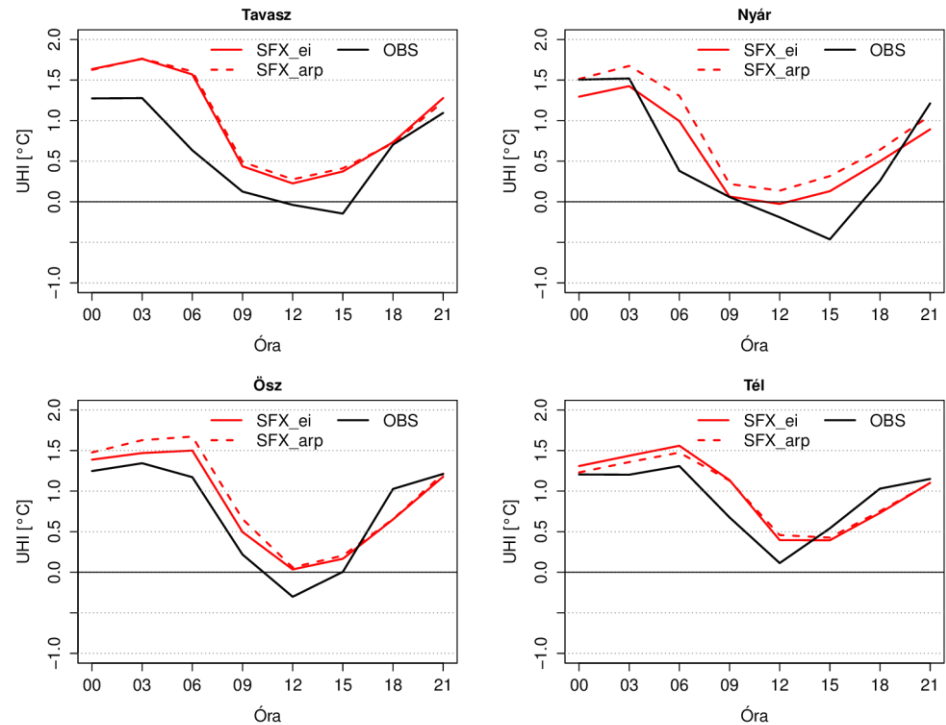 Tavasz
UHI [°C]
2.0
1.5
1.0
0.5
0.0
−1.0
SFX_ei OBS
SFX_arp
00 03 06 09 12 15 18 21
Óra
Nyár
UHI [°C]
2.0
1.5
1.0
0.5
0.0
−1.0
SFX_ei OBS
SFX_arp
00 03 06 09 12 15 18 21
Óra
Ősz
UHI [°C]
2.0
1.5
1.0
0.5
0.0
−1.0
SFX_ei OBS
SFX_arp
00 03 06 09 12 15 18 21
Óra
Tél
UHI [°C]
2.0
1.5
1.0
0.5
0.0
−1.0
SFX_ei OBS
SFX_arp
00 03 06 09 12 15 18 21
Óra